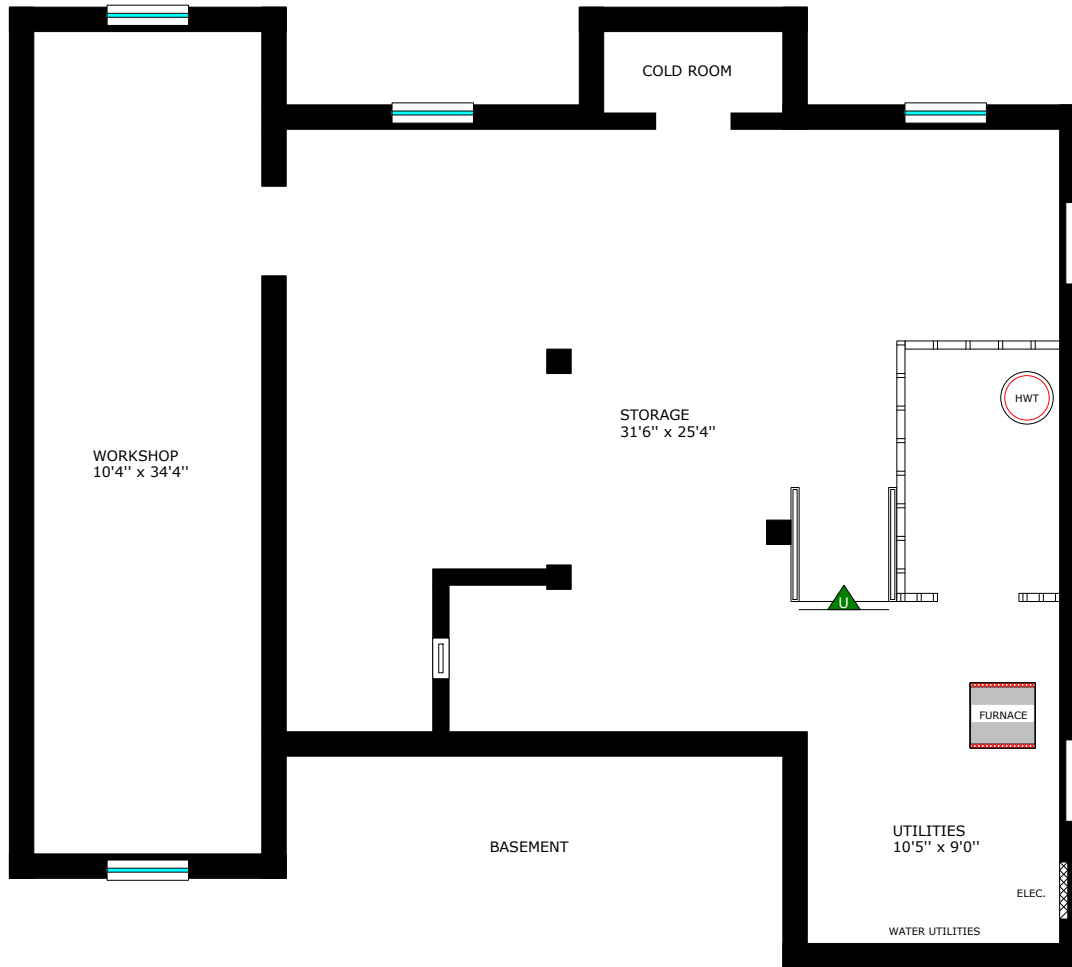 COLD ROOM
HWT
STORAGE
31'6'' x 25'4''
WORKSHOP
10'4'' x 34'4''
U
FURNACE
UTILITIES
10'5'' x 9'0''
BASEMENT
ELEC.
WATER UTILITIES